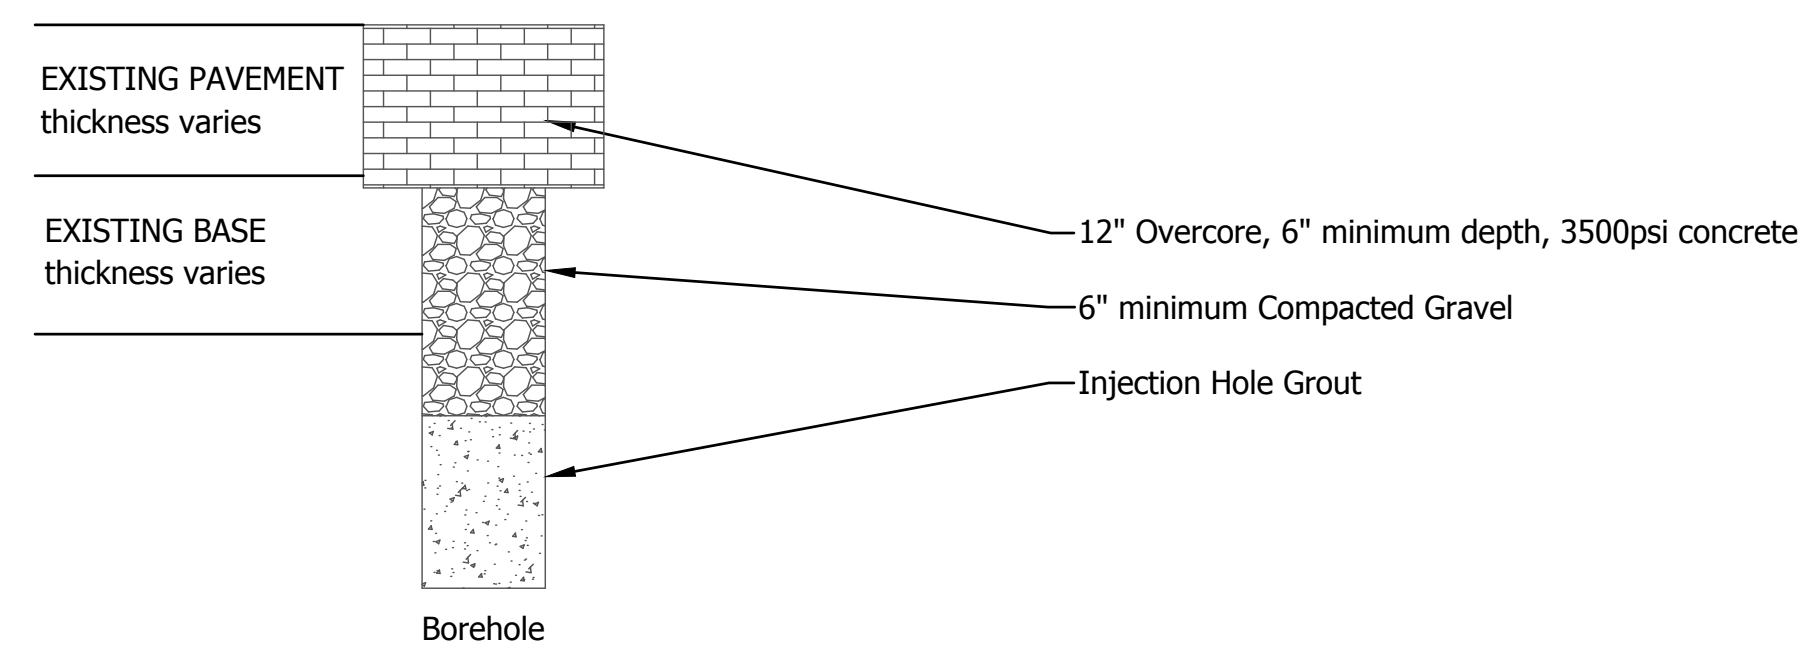 EXISTING PAVEMENT
thickness varies
EXISTING BASE
thickness varies
12" Overcore, 6" minimum depth, 3500psi concrete
6" minimum Compacted Gravel
Injection Hole Grout
Borehole